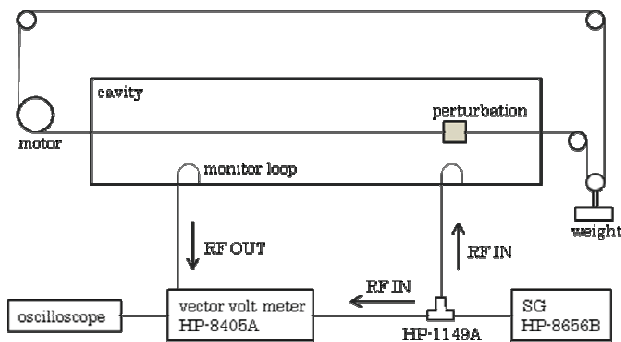 cavity
perturbation
motor
monitor loop
weight
RF OUT
RF IN
RF IN
oscilloscope
vector volt meter
HP-8405A
HP-1149A
SG
HP-8656B